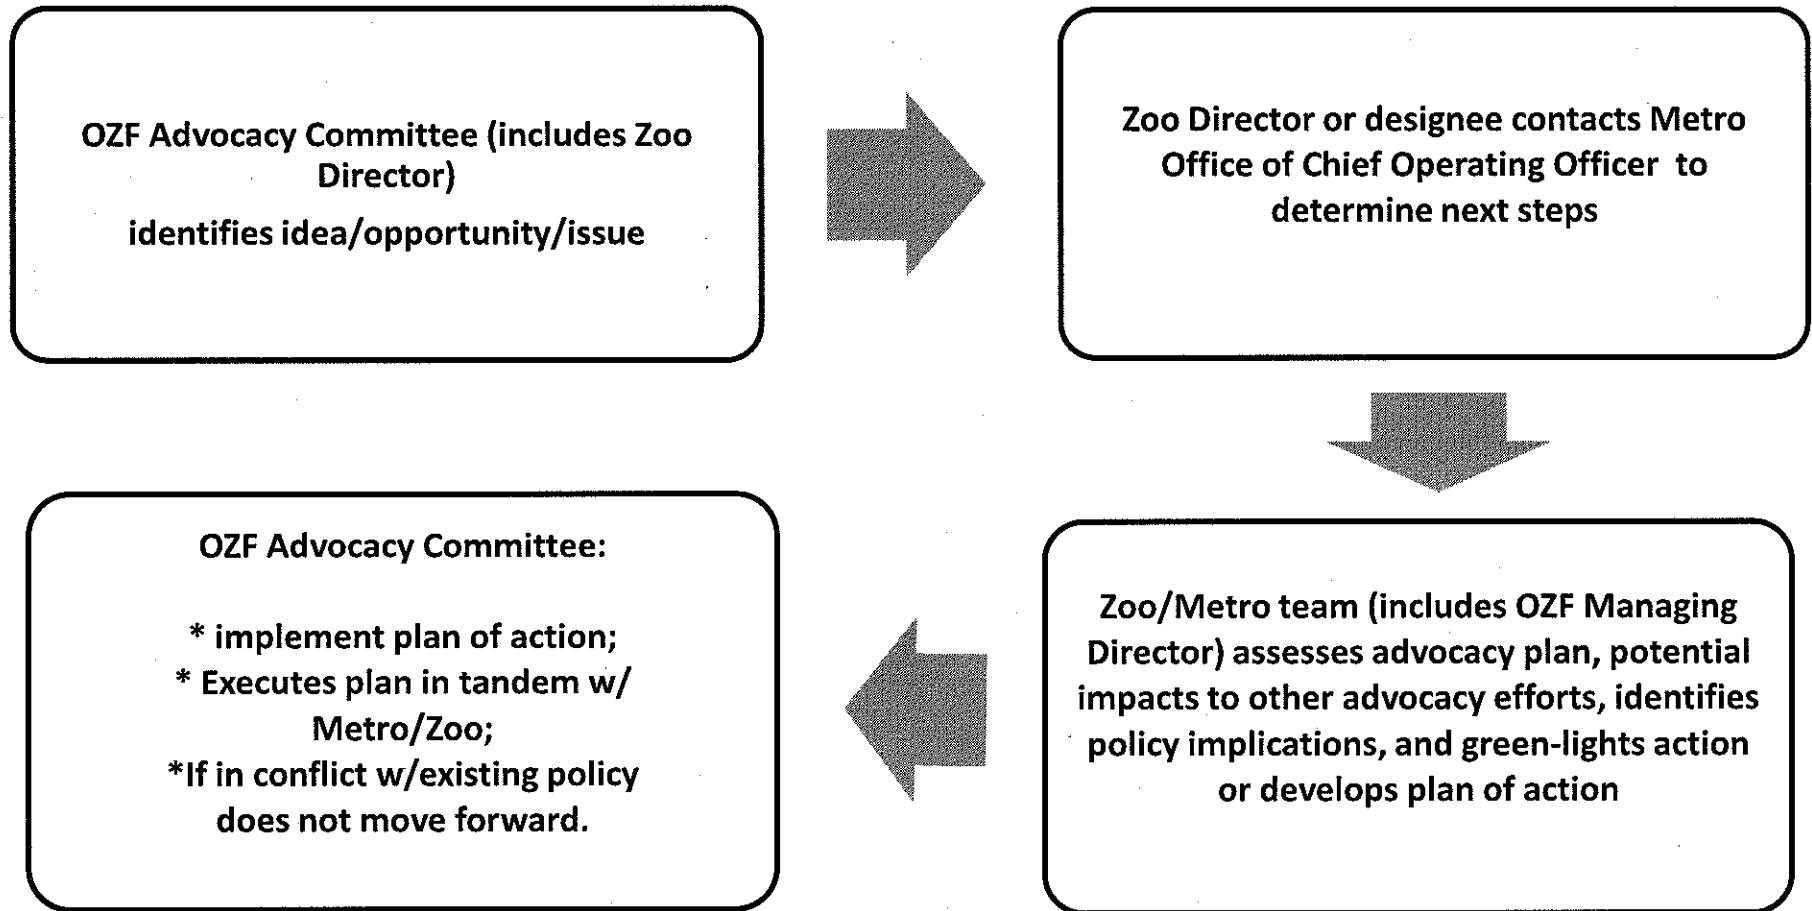 OZF Advocacy Committee (includes Zoo
Director)
identifies idea/opportunity/issue
Zoo Director or designee contacts Metro
Office of Chief Operating Officer to
determine next steps
Zoo/Metro team (includes OZF Managing
Director) assesses advocacy plan, potential
impacts to other advocacy efforts, identifies
policy implications, and green-lights action
or develops plan of action
OZF Advocacy Committee:
* implement plan of action;
* Executes plan in tandem w/
Metro/Zoo;
*If in conflict w/existing policy
does not move forward.